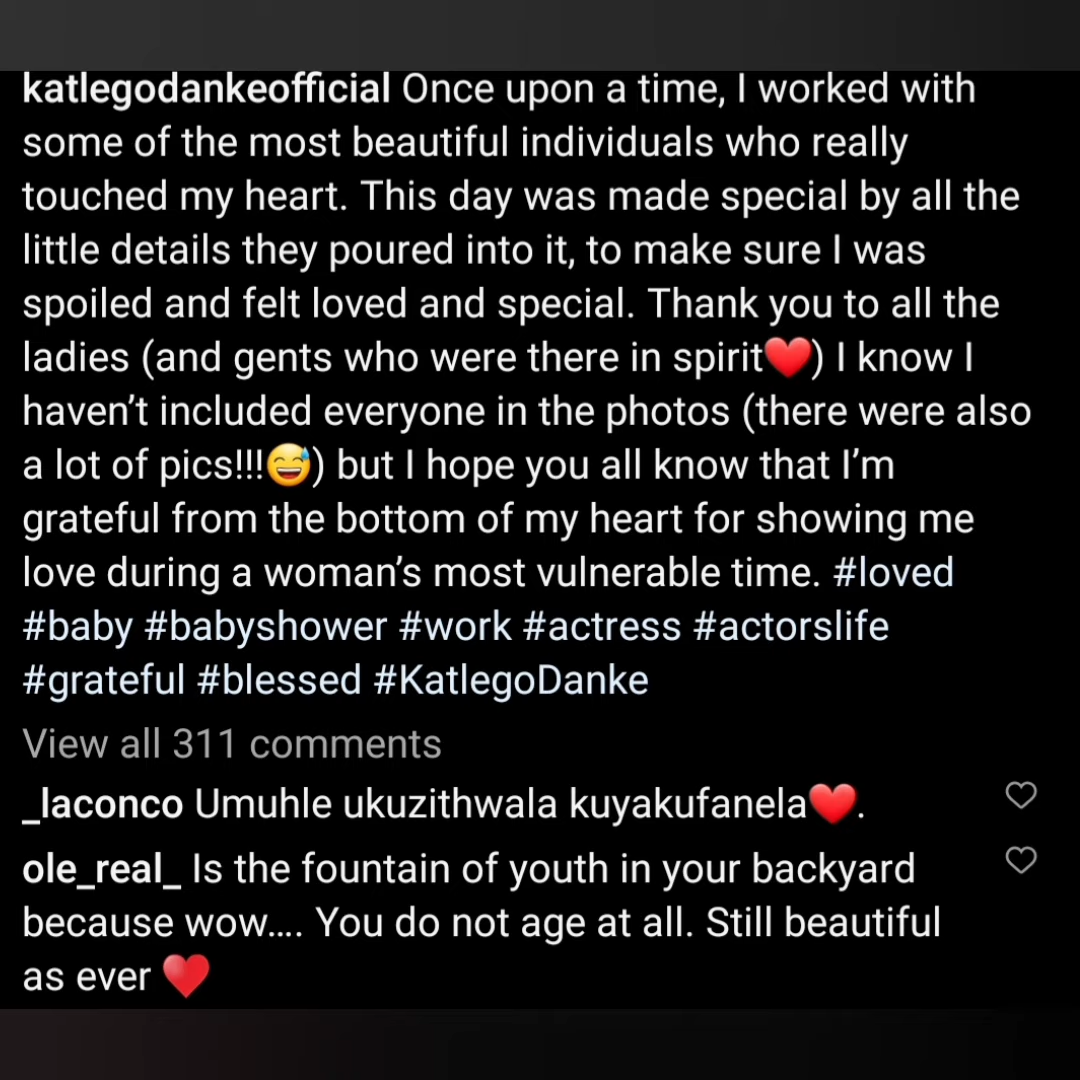 katlegodankeofficial Once upon a time, I worked with
some of the most beautiful individuals who really
touched my heart. This day was made special by all the
little details they poured into it, to make sure I was
spoiled and felt loved and special. Thank you to all the
ladies (and gents who were there in spirit❤️) I know I
haven’t included everyone in the photos (there were also
a lot of pics!!!😅) but I hope you all know that I’m
grateful from the bottom of my heart for showing me
love during a woman’s most vulnerable time. #loved
#baby #babyshower #work #actress #actorslife
#grateful #blessed #KatlegoDanke
View all 311 comments
_laconco Umuhle ukuzithwala kuyakufanela❤️.
ole_real_ Is the fountain of youth in your backyard
because wow.... You do not age at all. Still beautiful
as ever ♥️